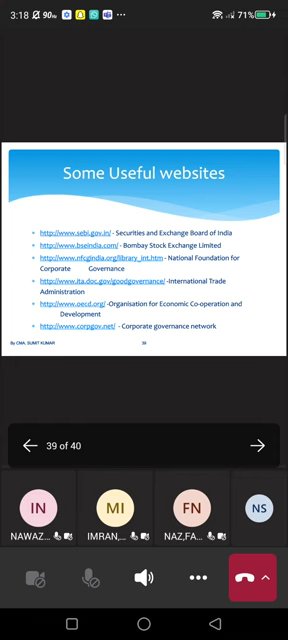 3:18 90% 71%
Some Useful websites
http://www.sebi.gov.in/ - Securities and Exchange Board of India
http://www.bseindia.com/ - Bombay Stock Exchange Limited
http://www.nfcgindia.org/library_int.htm - National Foundation for
Corporate Governance
http://www.ita.doc.gov/goodgovernance/ -International Trade
Administration
http://www.oecd.org/ -Organisation for Economic Co-operation and
Development
http://www.corpgov.net/ - Corporate governance network
By CMA. SUMIT KUMAR 39
39 of 40
IN MI FN NS
NAWAZ... IMRAN,... NAZ,FA...